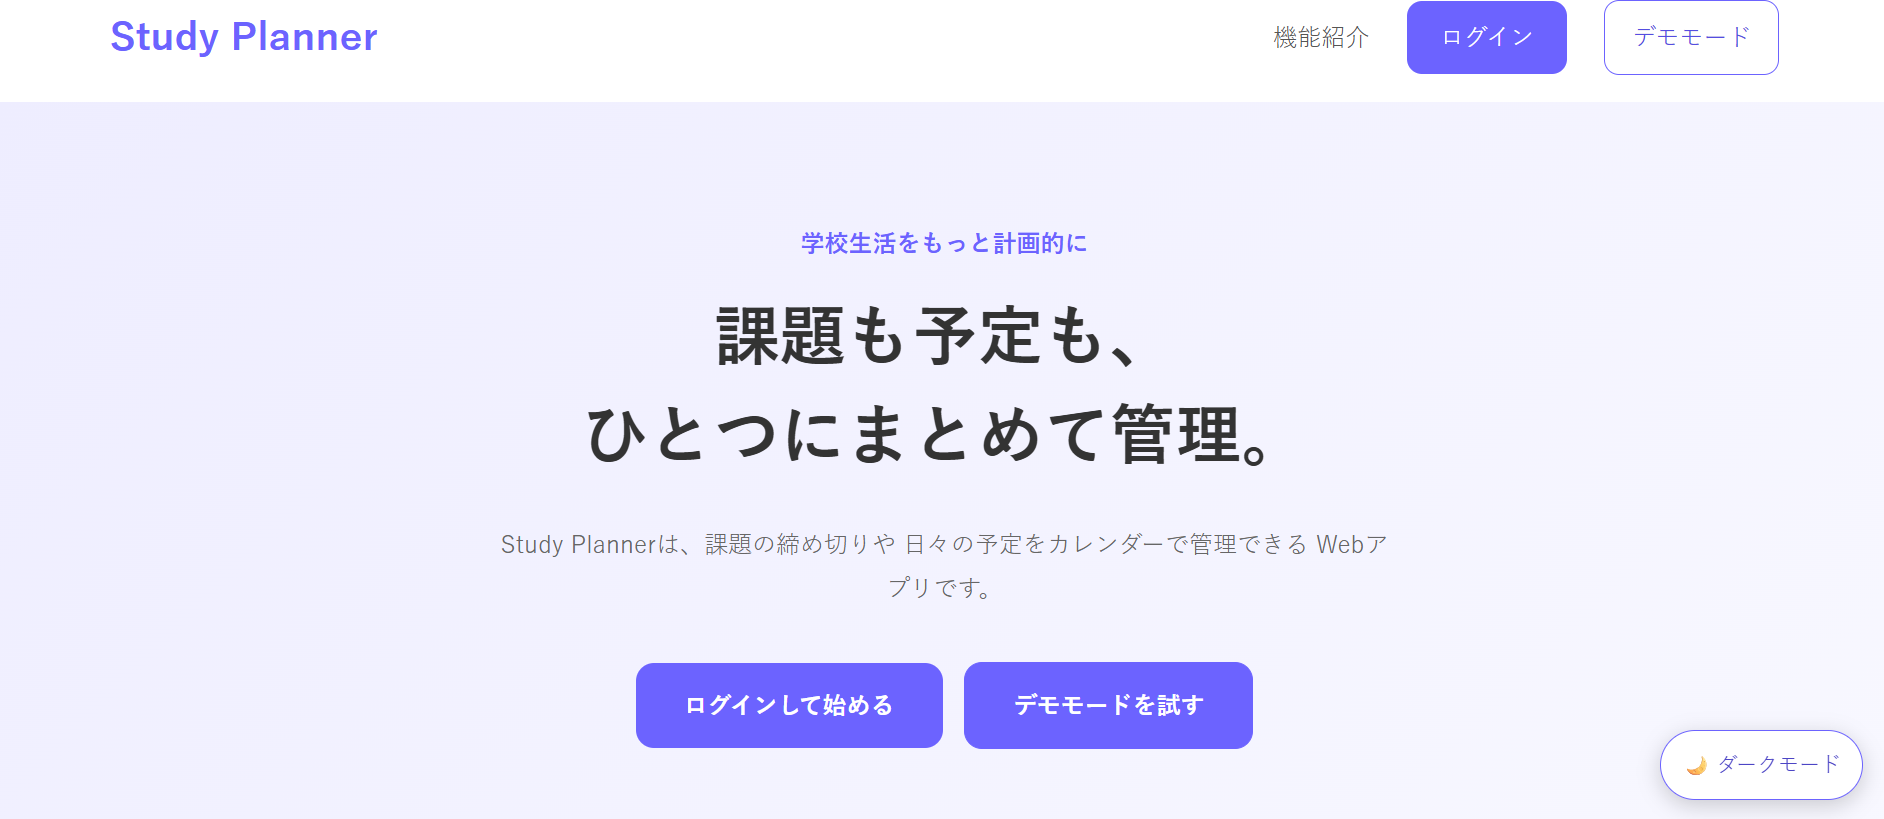 Study Planner
機能紹介
ログイン
デモモード
学校生活をもっと計画的に
課題も予定も、
ひとつにまとめて管理。
Study Plannerは、課題の締め切りや 日々の予定をカレンダーで管理できる Webア
プリです。
ログインして始める
デモモードを試す
🌙 ダークモード